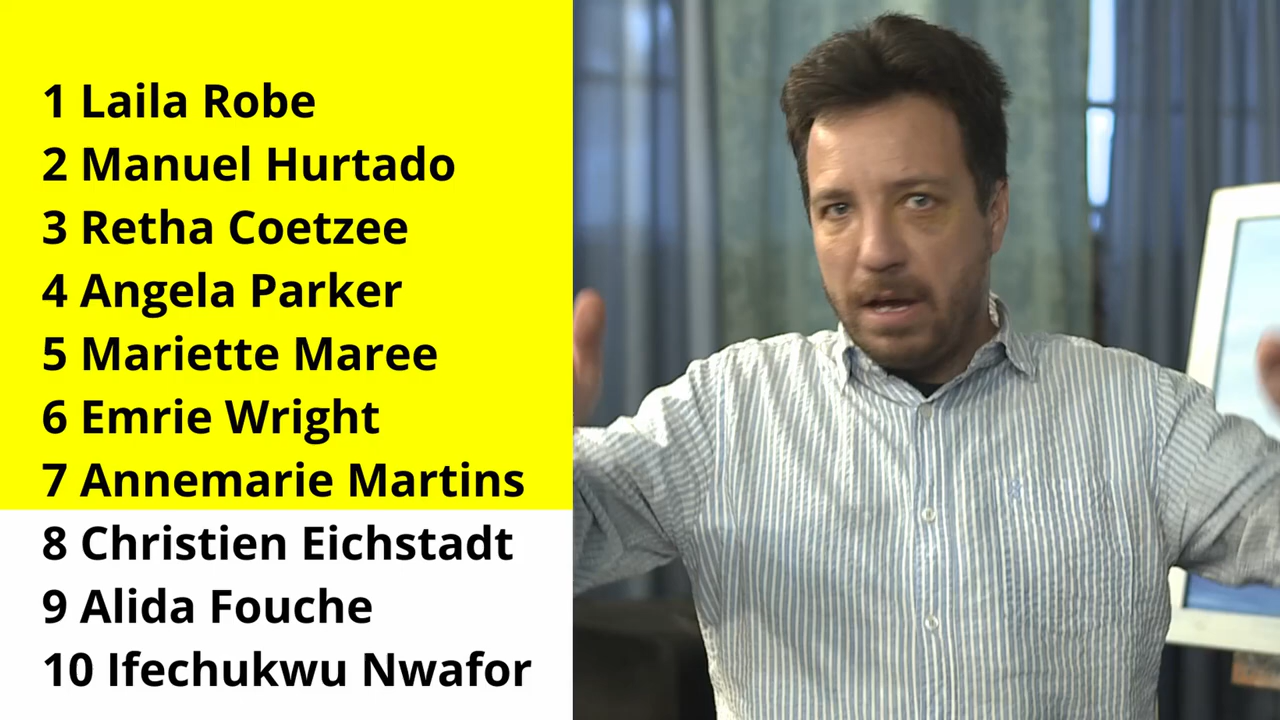 1 Laila Robe
2 Manuel Hurtado
3 Retha Coetzee
4 Angela Parker
5 Mariette Maree
6 Emrie Wright
7 Annemarie Martins
8 Christien Eichstadt
9 Alida Fouche
10 Ifechukwu Nwafor